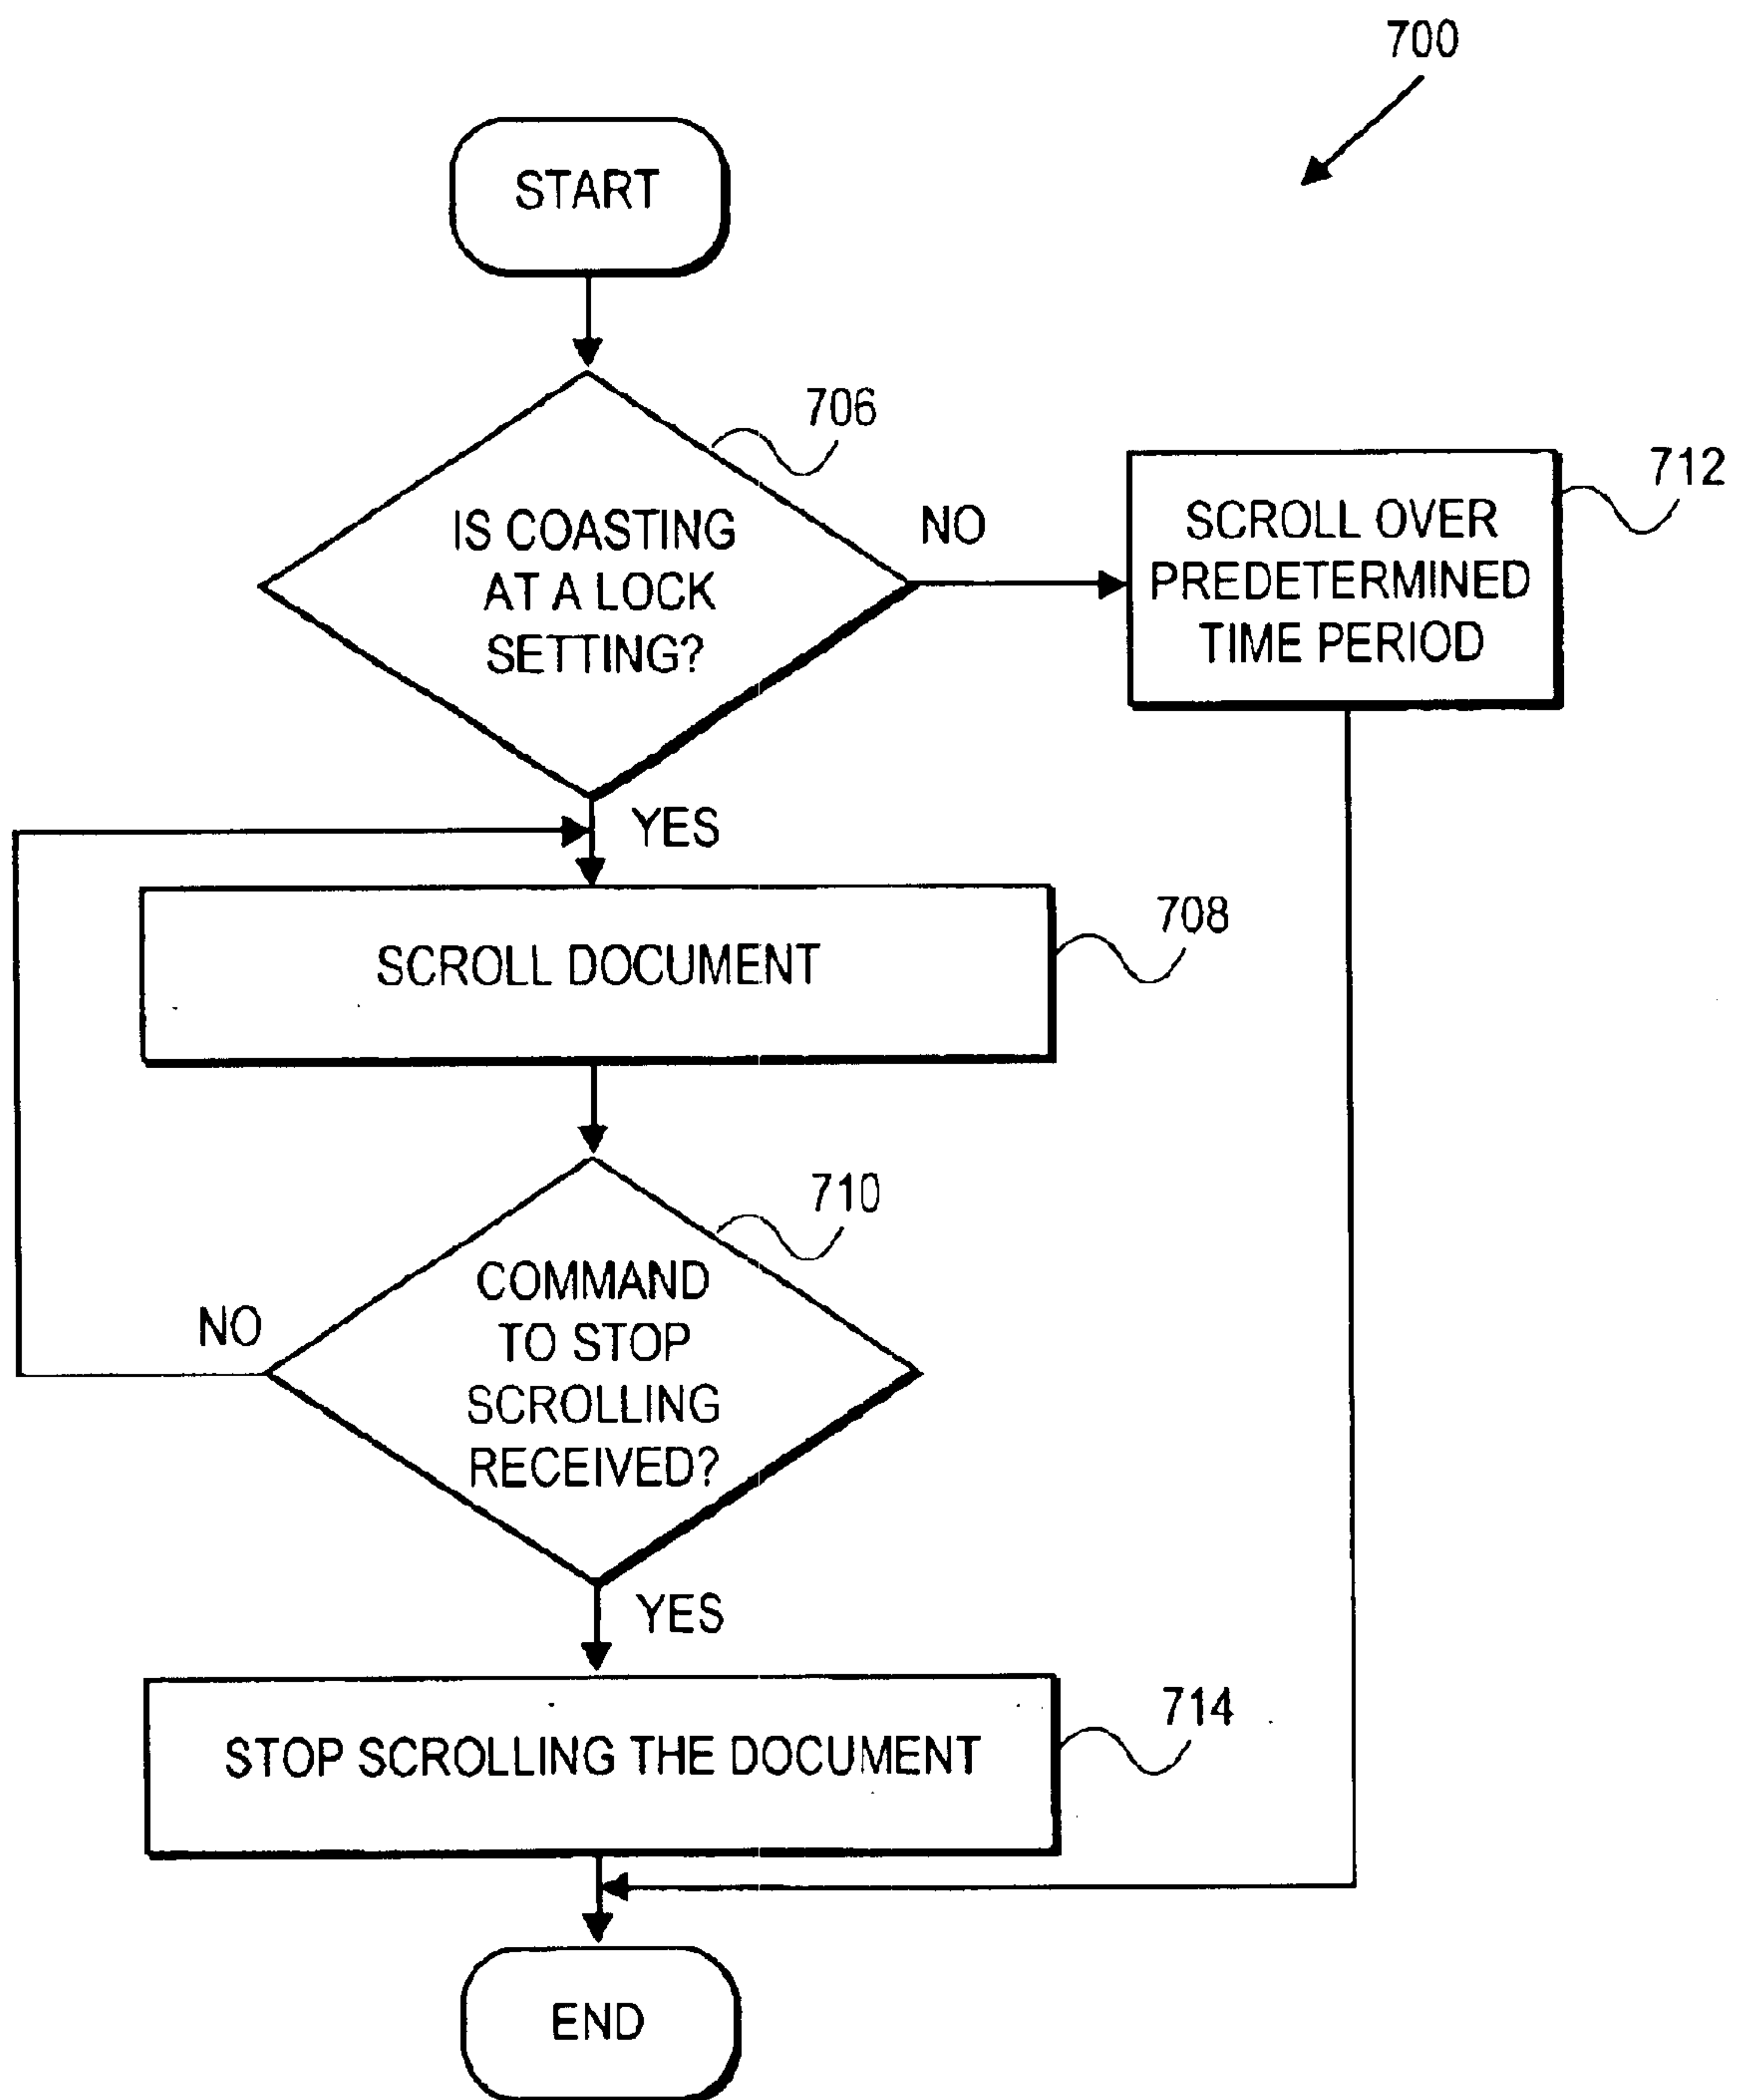 700
START
706
IS COASTING
AT A LOCK
SETTING?
NO
712
SCROLL OVER
PREDETERMINED
TIME PERIOD
YES
708
SCROLL DOCUMENT
710
COMMAND
TO STOP
SCROLLING
RECEIVED?
NO
YES
714
STOP SCROLLING THE DOCUMENT
END